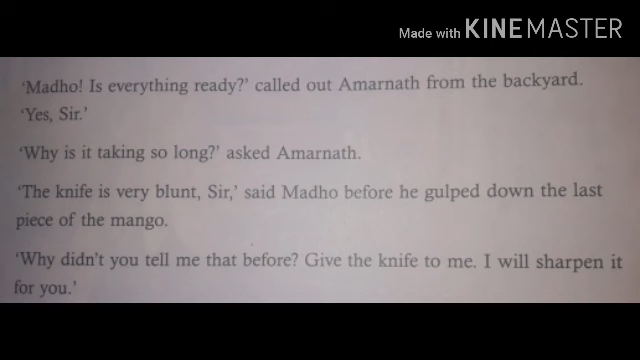 Made with KINEMASTER
'Madho! Is everything ready?' called out Amarnath from the backyard.
'Yes, Sir.'
'Why is it taking so long?' asked Amarnath.
'The knife is very blunt, Sir,' said Madho before he gulped down the last
piece of the mango.
'Why didn't you tell me that before? Give the knife to me. I will sharpen it
for you.'